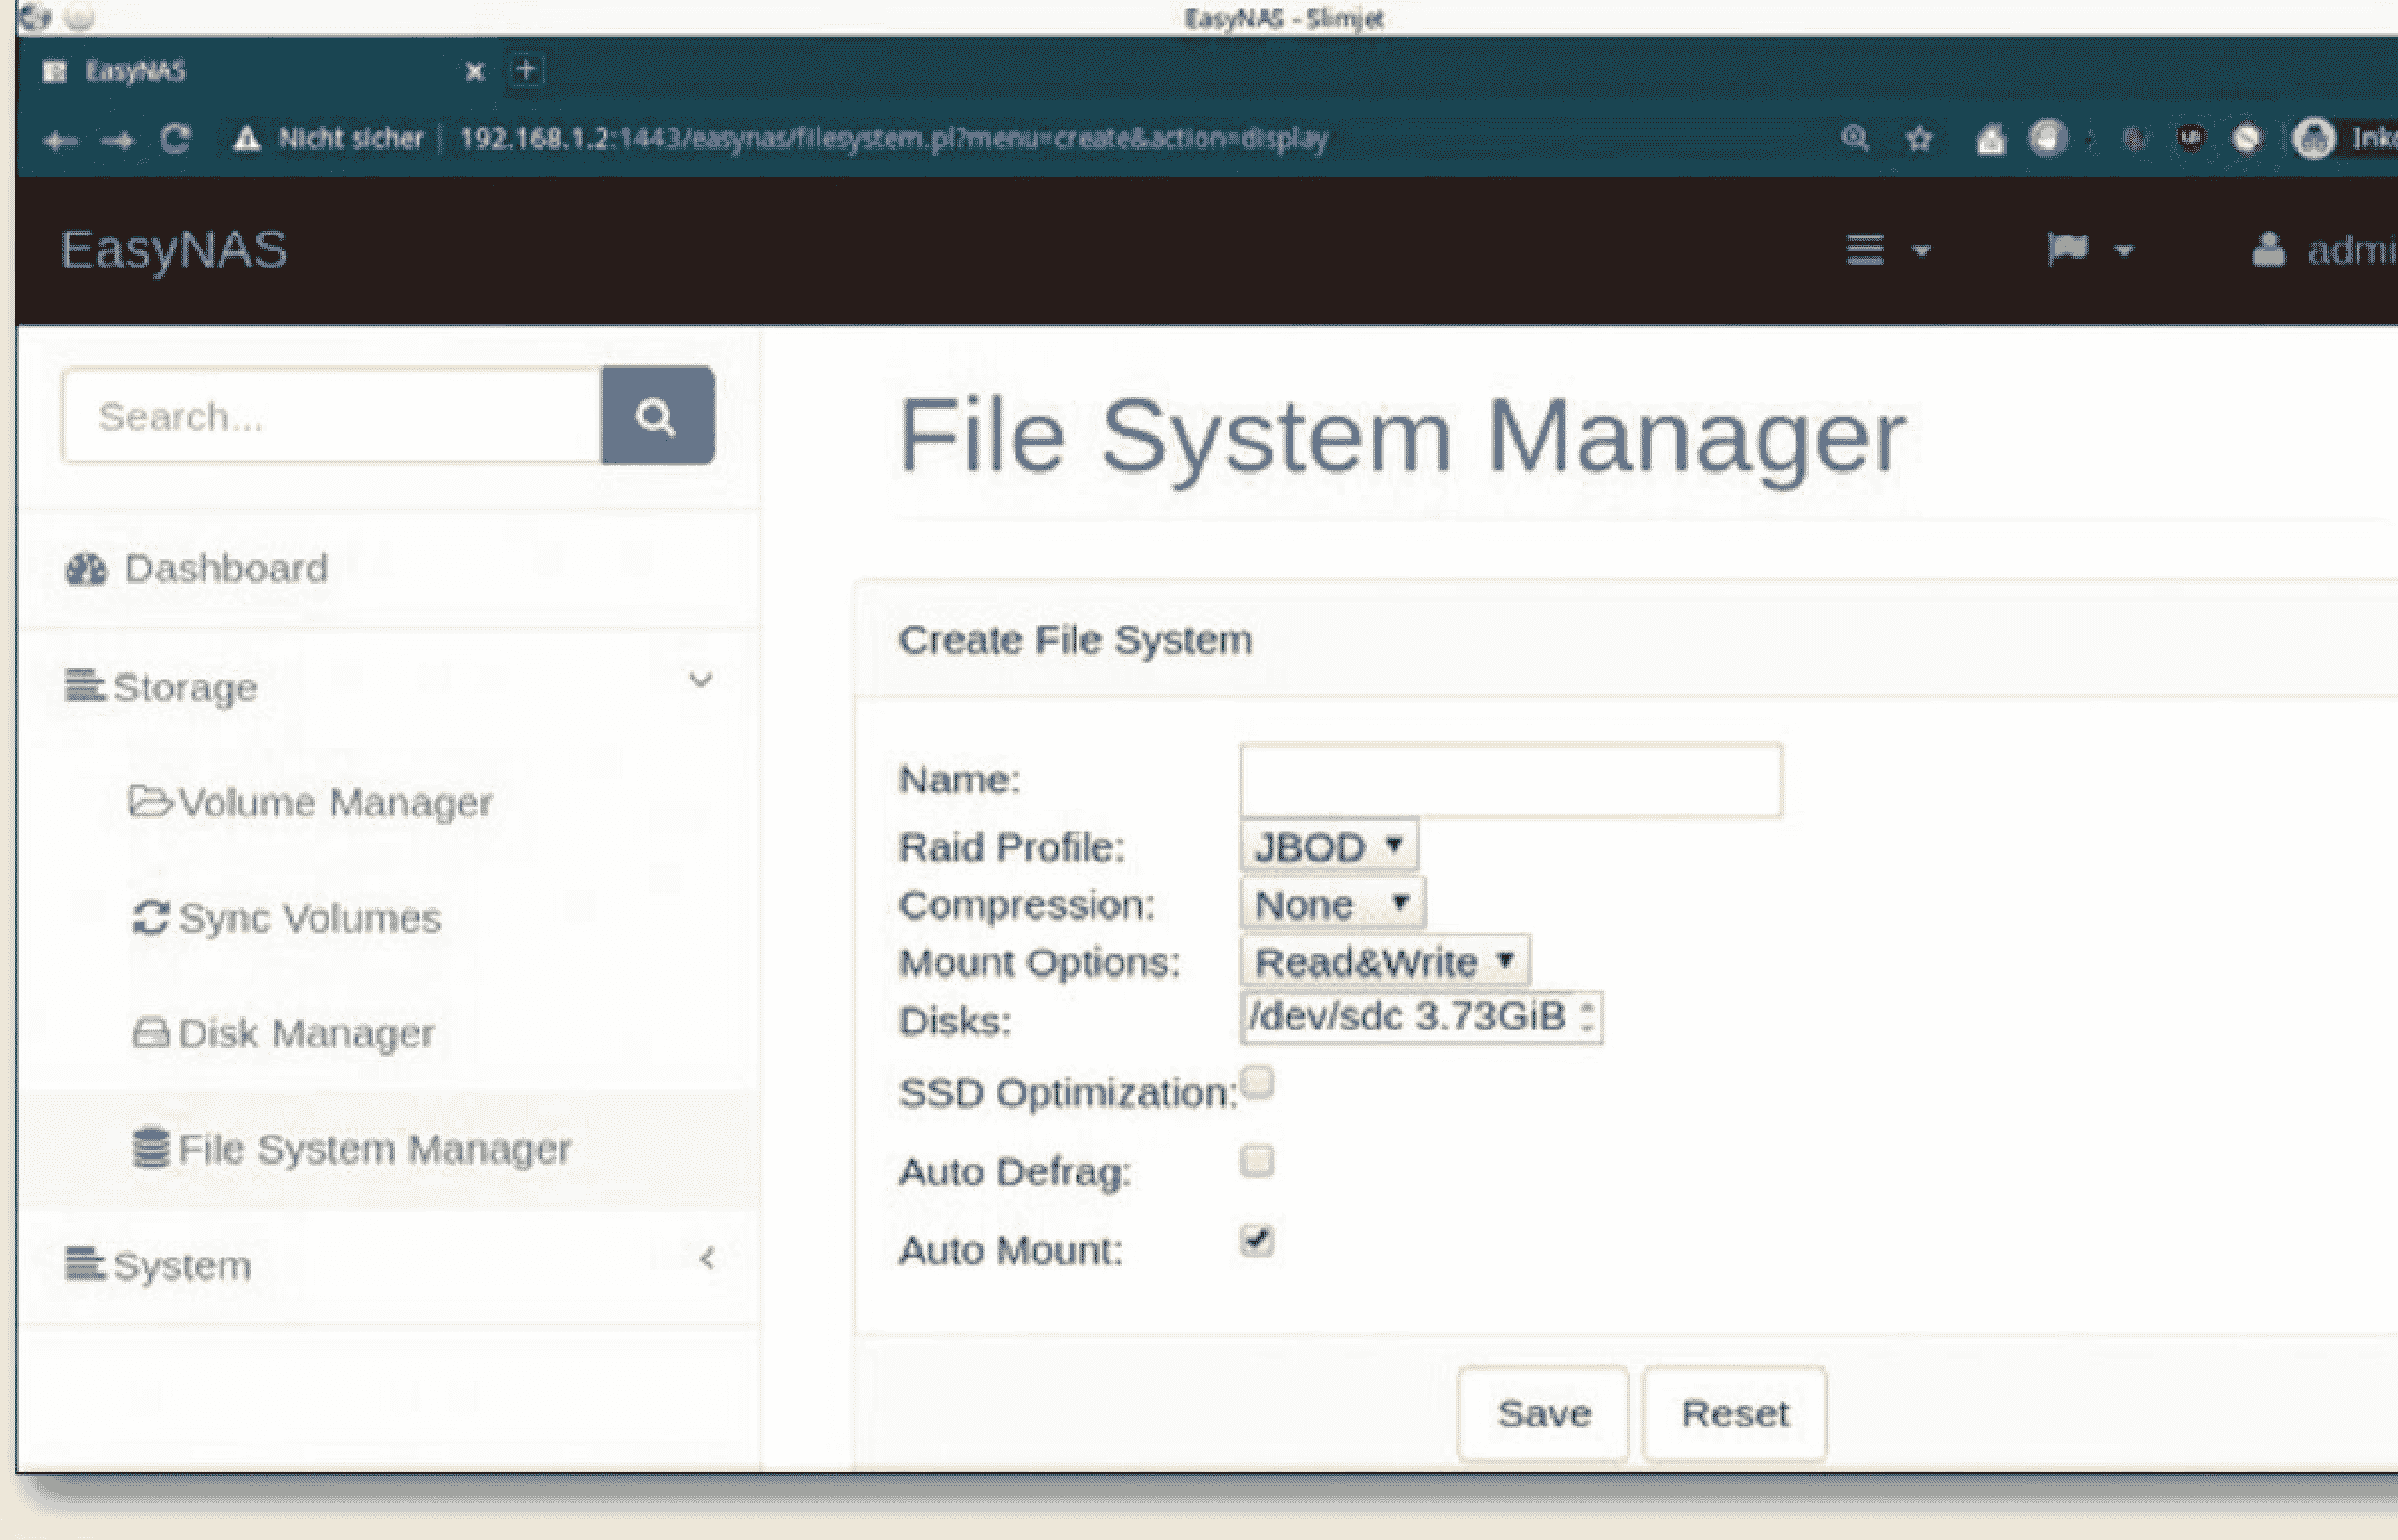 EasyNAS - Slimjet
EasyNAS
Nicht sicher 192.168.1.2:1443/easynas/filesystem.pl?menu=create&action=display
EasyNAS
Search...
File System Manager
Dashboard
Create File System
Storage
Name:
Volume Manager
Raid Profile: JBOD
Compression: None
Sync Volumes
Mount Options: Read&Write
Disks: /dev/sdc 3.73GiB
Disk Manager
SSD Optimization:
File System Manager
Auto Defrag:
Auto Mount:
System
Save Reset